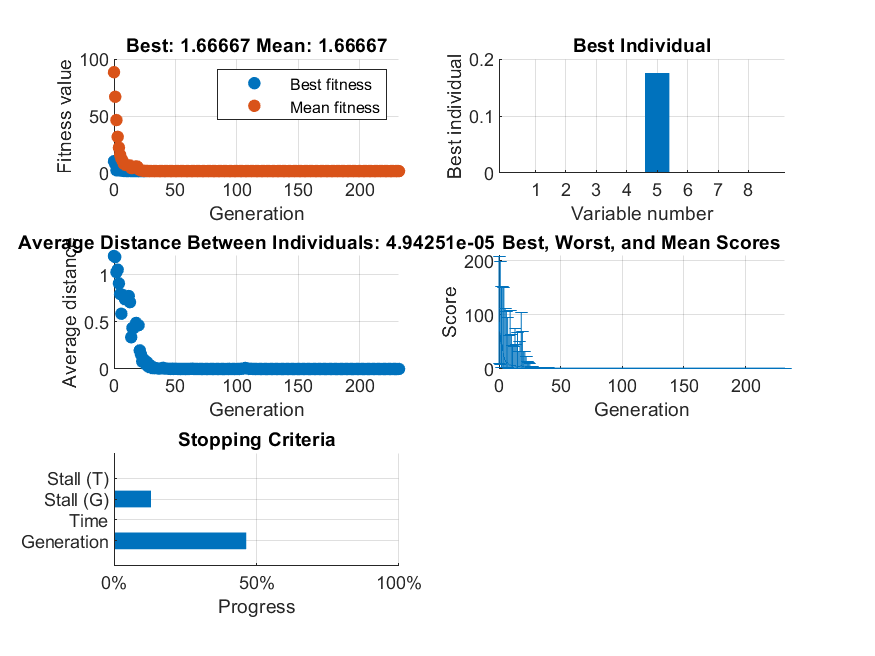 Best: 1.66667 Mean: 1.66667
Fitness value
100
50
0
Best fitness
Mean fitness
0 50 100 150 200
Generation
Best Individual
Best individual
0.2
0.1
0
1 2 3 4 5 6 7 8
Variable number
Average Distance Between Individuals: 4.94251e-05
Average distance
1
0.5
0
0 50 100 150 200
Generation
Best, Worst, and Mean Scores
Score
200
100
0
0 50 100 150 200
Generation
Stopping Criteria
Stall (T)
Stall (G)
Time
Generation
0% 50% 100%
Progress